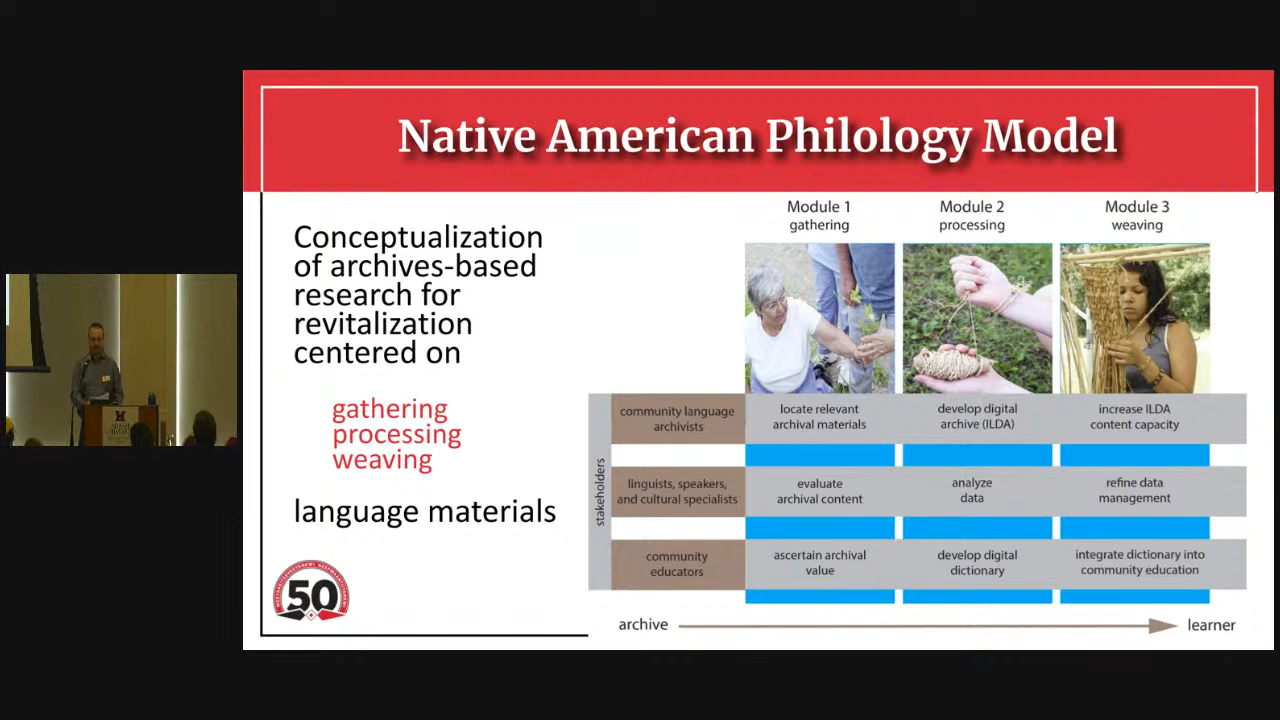 Native American Philology Model
Conceptualization
of archives-based
research for
revitalization
centered on
gathering
processing
weaving
language materials
50
Module 1
gathering
Module 2
processing
Module 3
weaving
stakeholders
community language
archivists
locate relevant
archival materials
develop digital
archive (ILDA)
increase ILDA
content capacity
linguists, speakers,
and cultural specialists
evaluate
archival content
analyze
data
refine data
management
community
educators
ascertain archival
value
develop digital
dictionary
integrate dictionary into
community education
archive
learner